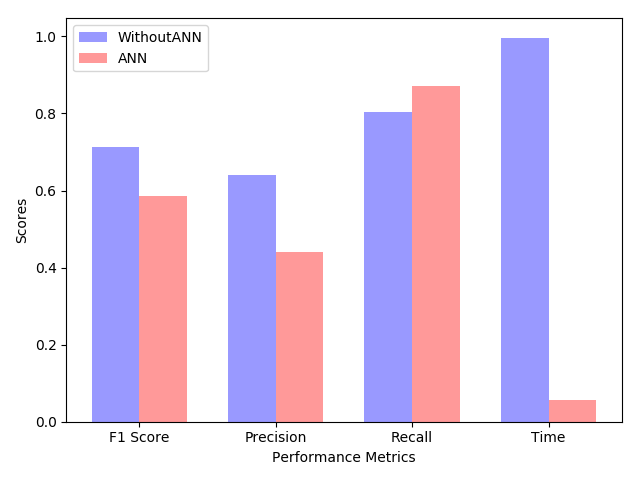 WithoutANN
ANN
1.0
0.8
0.6
0.4
0.2
0.0
Scores
F1 Score
Precision
Recall
Time
Performance Metrics